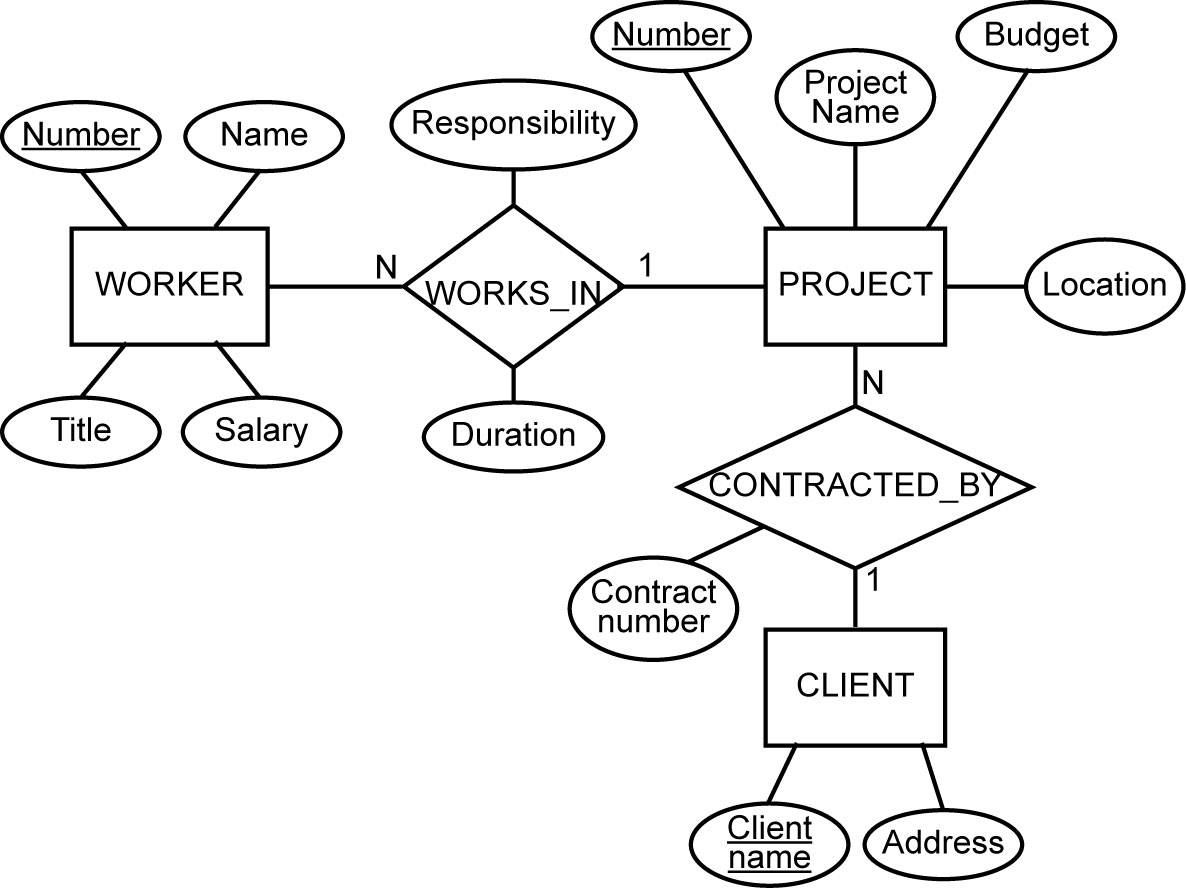 Number
Budget
Project
Name
Number
Name
Responsibility
WORKER
N
WORKS_IN
1
PROJECT
Location
Title
Salary
Duration
N
CONTRACTED_BY
Contract
number
1
CLIENT
Client
name
Address